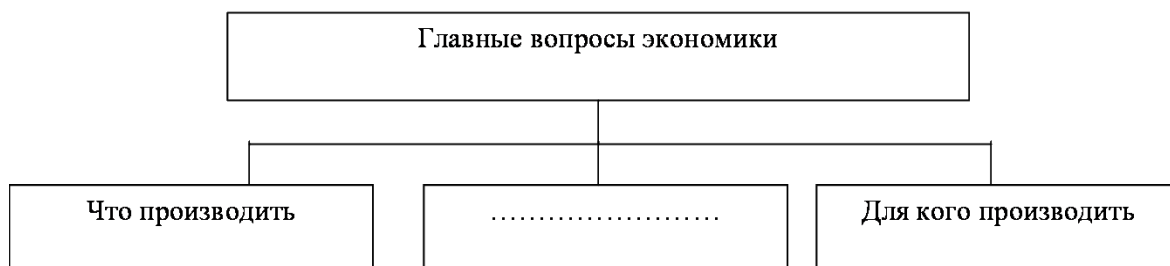 Главные вопросы экономики
Что производить
........................
Для кого производить